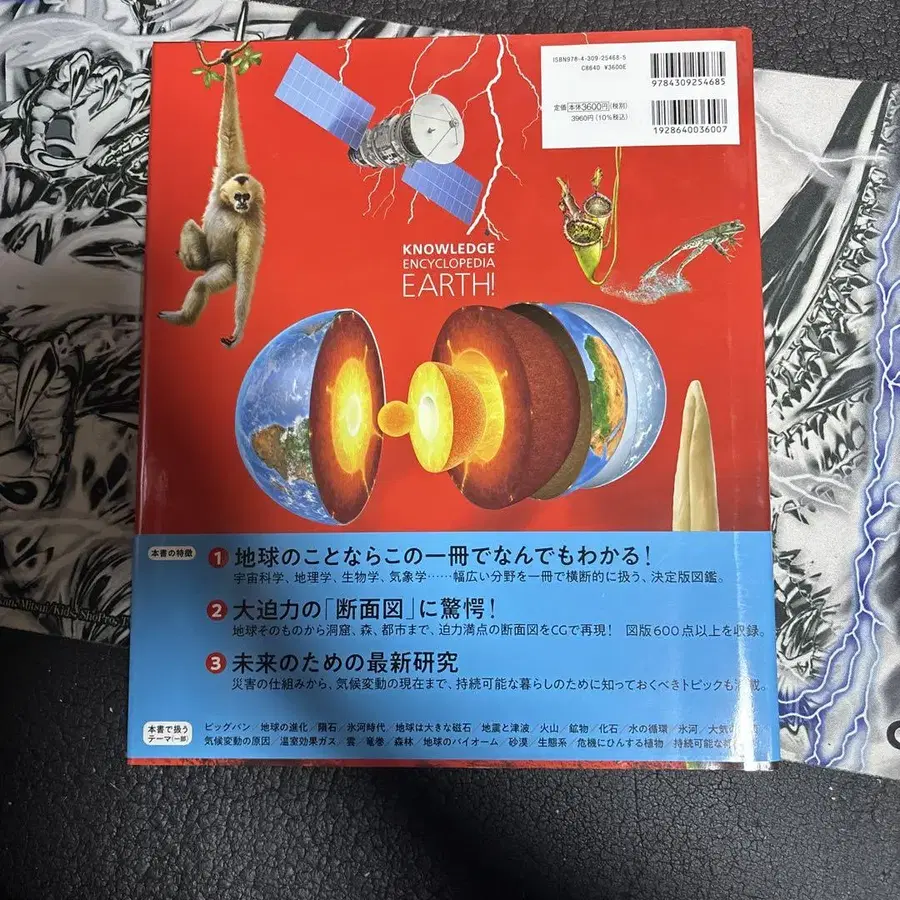 ISBN978-4-309-25468-5
C8640 ¥3600E
9784309254685
定価 本体3600円(税別)
3960円(10%税込)
1928640036007
KNOWLEDGE
ENCYCLOPEDIA
EARTH!
本書の特徴
1 地球のことならこの一冊でなんでもわかる!
宇宙科学、地理学、生物学、気象学……幅広い分野を一冊で横断的に扱う、決定版図鑑。
2 大迫力の「断面図」に驚愕!
地球そのものから洞窟、森、都市まで、迫力満点の断面図をCGで再現! 図版600点以上を収録。
3 未来のための最新研究
災害の仕組みから、気候変動の現在まで、持続可能な暮らしのために知っておくべきトピックも満載。
本書で扱う
テーマ(一部)
ビッグバン/地球の進化/隕石/氷河時代/地球は大きな磁石/地震と津波/火山/鉱物/化石/水の循環/氷河/大気
気候変動の原因/温室効果ガス/雲/竜巻/森林/地球のバイオーム/砂漠/生態系/危機にひんする植物/持続可能な
Mitsui/Kids, ShoPro,